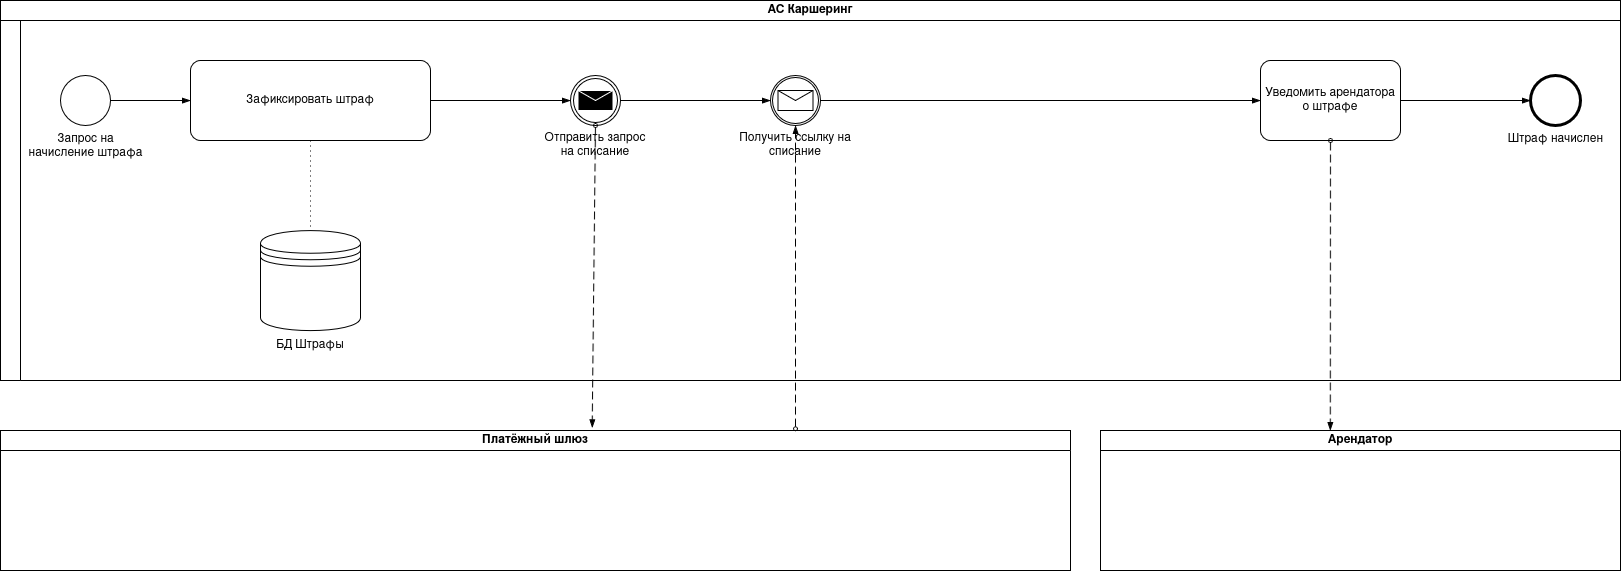 АС Каршеринг
Запрос на
начисление штрафа
Зафиксировать штраф
Отправить запрос
на списание
Получить ссылку на
списание
Уведомить арендатора
о штрафе
Штраф начислен
БД Штрафы
Платёжный шлюз
Арендатор